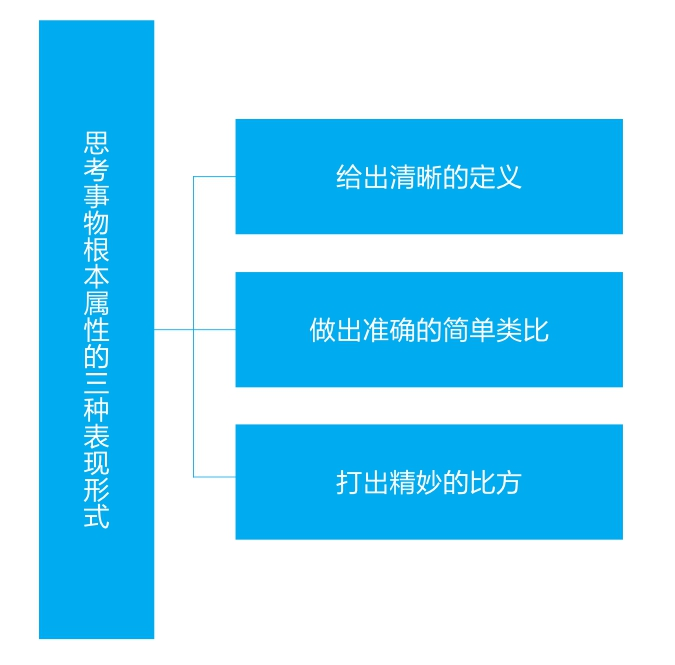 思考事物根本属性的三种表现形式
给出清晰的定义
做出准确的简单类比
打出精妙的比方